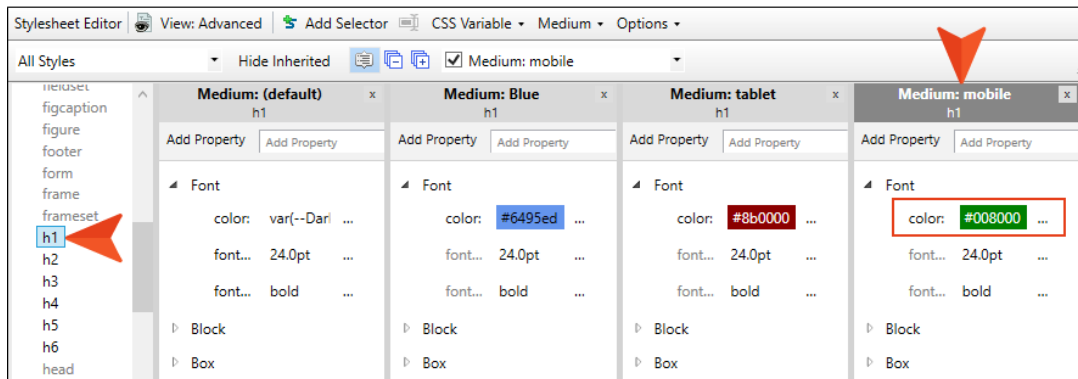 Stylesheet Editor View: Advanced Add Selector CSS Variable Medium Options
All Styles Hide Inherited Medium: mobile
fieldset
figcaption
figure
footer
form
frame
frameset
h1
h2
h3
h4
h5
h6
head
Medium: (default) x
h1
Add Property Add Property
Font
color: var(--Darl ...
font... 24.0pt ...
font... bold ...
Block
Box
Medium: Blue x
h1
Add Property Add Property
Font
color: #6495ed ...
font... 24.0pt ...
font... bold ...
Block
Box
Medium: tablet x
h1
Add Property Add Property
Font
color: #8b0000 ...
font... 24.0pt ...
font... bold ...
Block
Box
Medium: mobile x
h1
Add Property Add Property
Font
color: #008000 ...
font... 24.0pt ...
font... bold ...
Block
Box